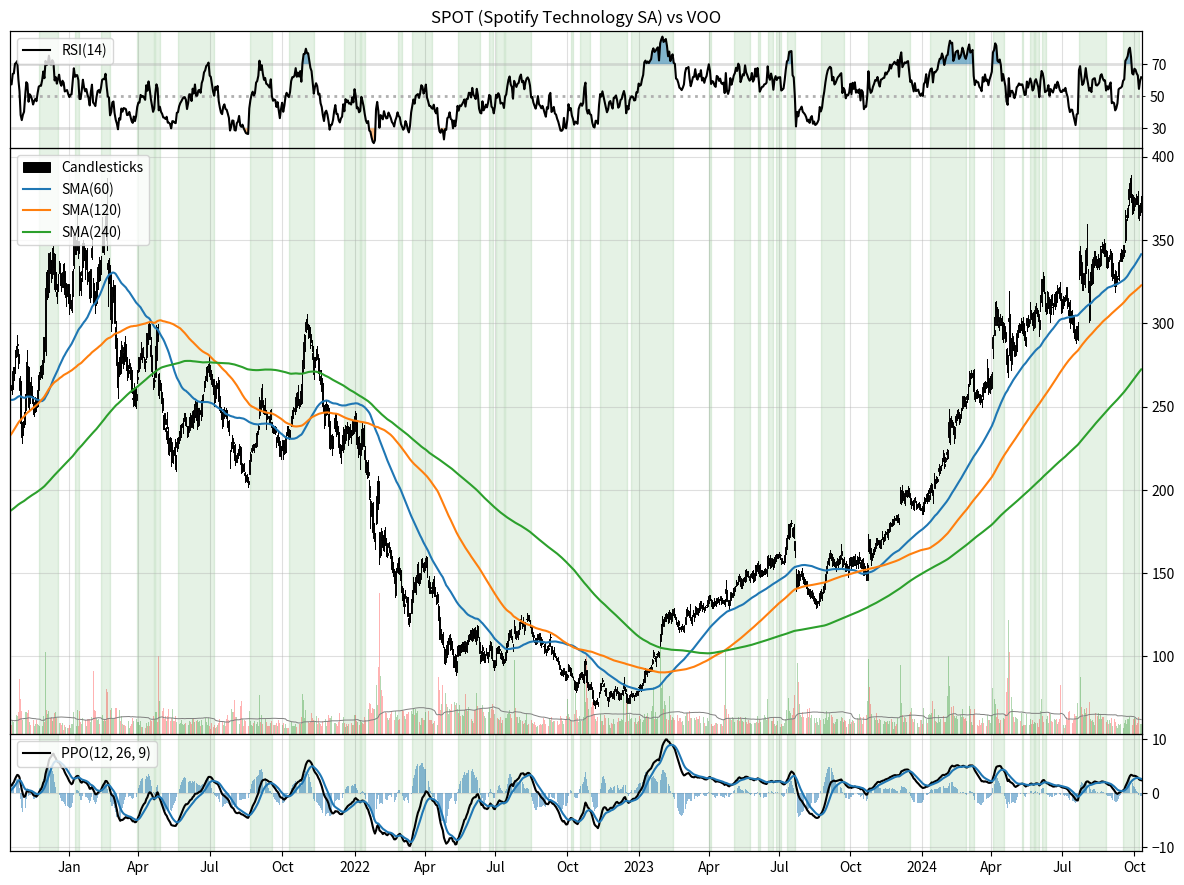 SPOT (Spotify Technology SA) vs VOO
RSI(14)
70
50
30
Candlesticks
SMA(60)
SMA(120)
SMA(240)
400
350
300
250
200
150
100
PPO(12, 26, 9)
10
0
−10
Jan Apr Jul Oct 2022 Apr Jul Oct 2023 Apr Jul Oct 2024 Apr Jul Oct